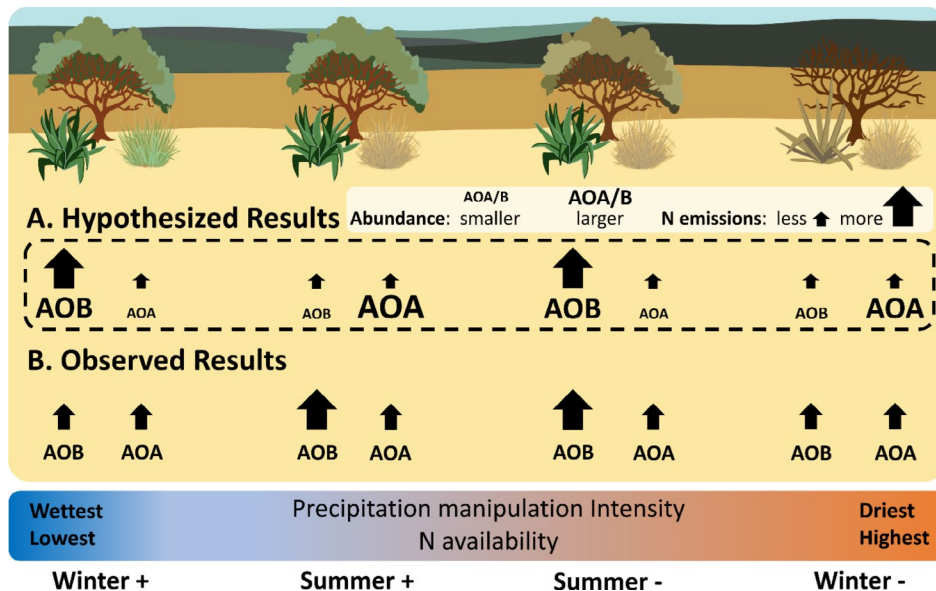 A. Hypothesized Results
Abundance: AOA/B smaller AOA/B larger N emissions: less more
AOB AOA AOB AOA AOB AOA AOB AOA
B. Observed Results
AOB AOA AOB AOA AOB AOA AOB AOA
Wettest Precipitation manipulation Intensity Driest
Lowest N availability Highest
Winter + Summer + Summer - Winter -